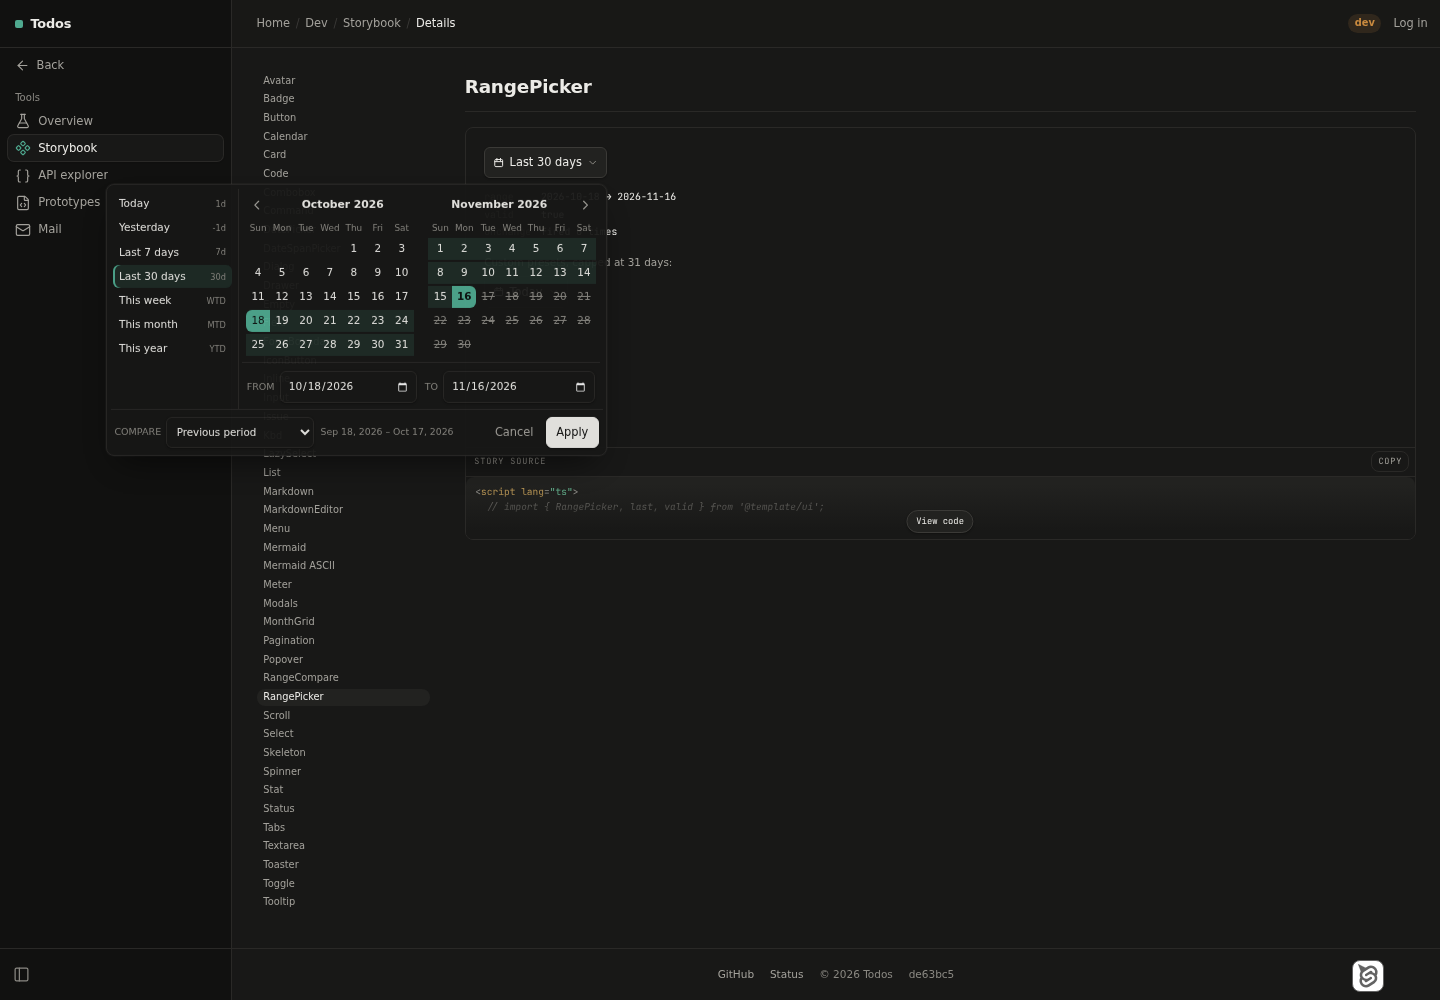 Todos
Home / Dev / Storybook / Details
dev
Log in
Back
Tools
Overview
Storybook
API explorer
Prototypes
Mail
Avatar
Badge
Button
Calendar
Card
Code
RangePicker
Last 30 days
→ 2026-11-16
at 31 days:
Today 1d
Yesterday -1d
Last 7 days 7d
Last 30 days 30d
This week WTD
This month MTD
This year YTD
October 2026
Sun Mon Tue Wed Thu Fri Sat
1 2 3
4 5 6 7 8 9 10
11 12 13 14 15 16 17
18 19 20 21 22 23 24
25 26 27 28 29 30 31
November 2026
Sun Mon Tue Wed Thu Fri Sat
1 2 3 4 5 6 7
8 9 10 11 12 13 14
15 16 17 18 19 20 21
22 23 24 25 26 27 28
29 30
FROM 10/18/2026 TO 11/16/2026
COMPARE Previous period Sep 18, 2026 – Oct 17, 2026 Cancel Apply
List
Markdown
MarkdownEditor
Menu
Mermaid
Mermaid ASCII
Meter
Modals
MonthGrid
Pagination
Popover
RangeCompare
RangePicker
Scroll
Select
Skeleton
Spinner
Stat
Status
Tabs
Textarea
Toaster
Toggle
Tooltip
STORY SOURCE
COPY
<script lang="ts">
// import { RangePicker, last, valid } from '@template/ui';
View code
GitHub Status © 2026 Todos de63bc5